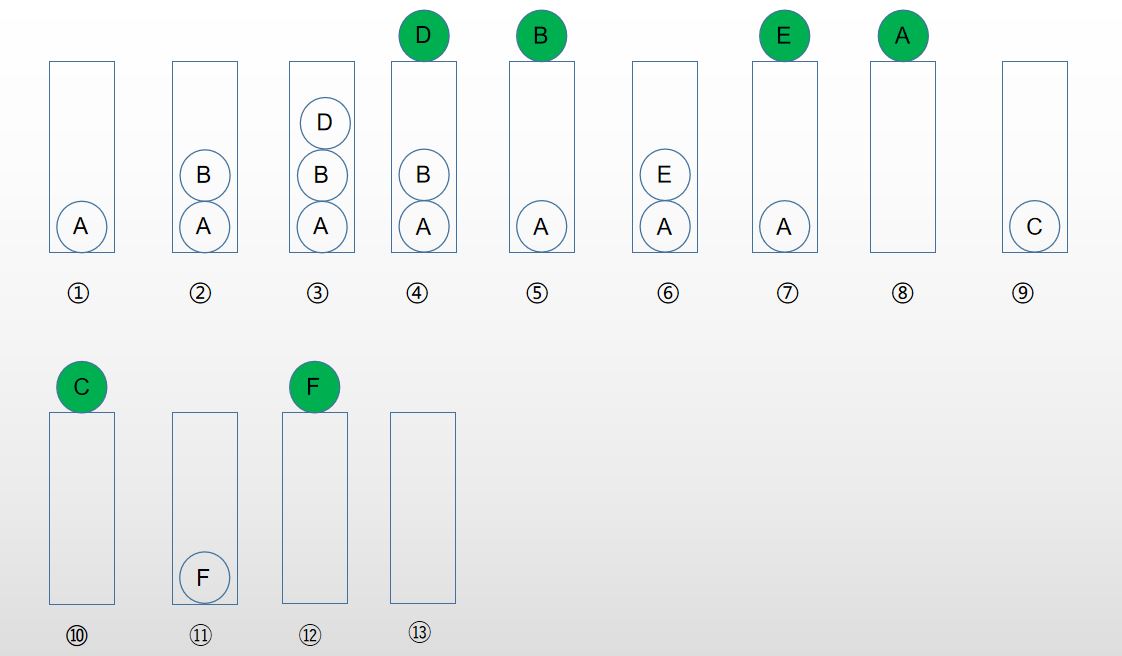 D B E A
D
B B B E
A A A A A A A C
① ② ③ ④ ⑤ ⑥ ⑦ ⑧ ⑨
C F
F
⑩ ⑪ ⑫ ⑬